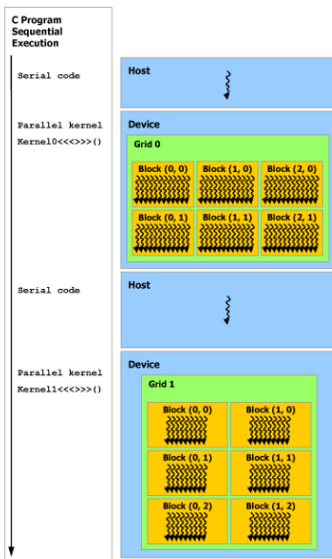 C Program
Sequential
Execution
Serial code
Host
Parallel kernel
Kernel0<<<>>>()
Device
Grid 0
Block (0, 0) Block (1, 0) Block (2, 0)
Block (0, 1) Block (1, 1) Block (2, 1)
Serial code
Host
Parallel kernel
Kernel1<<<>>>()
Device
Grid 1
Block (0, 0) Block (1, 0)
Block (0, 1) Block (1, 1)
Block (0, 2) Block (1, 2)